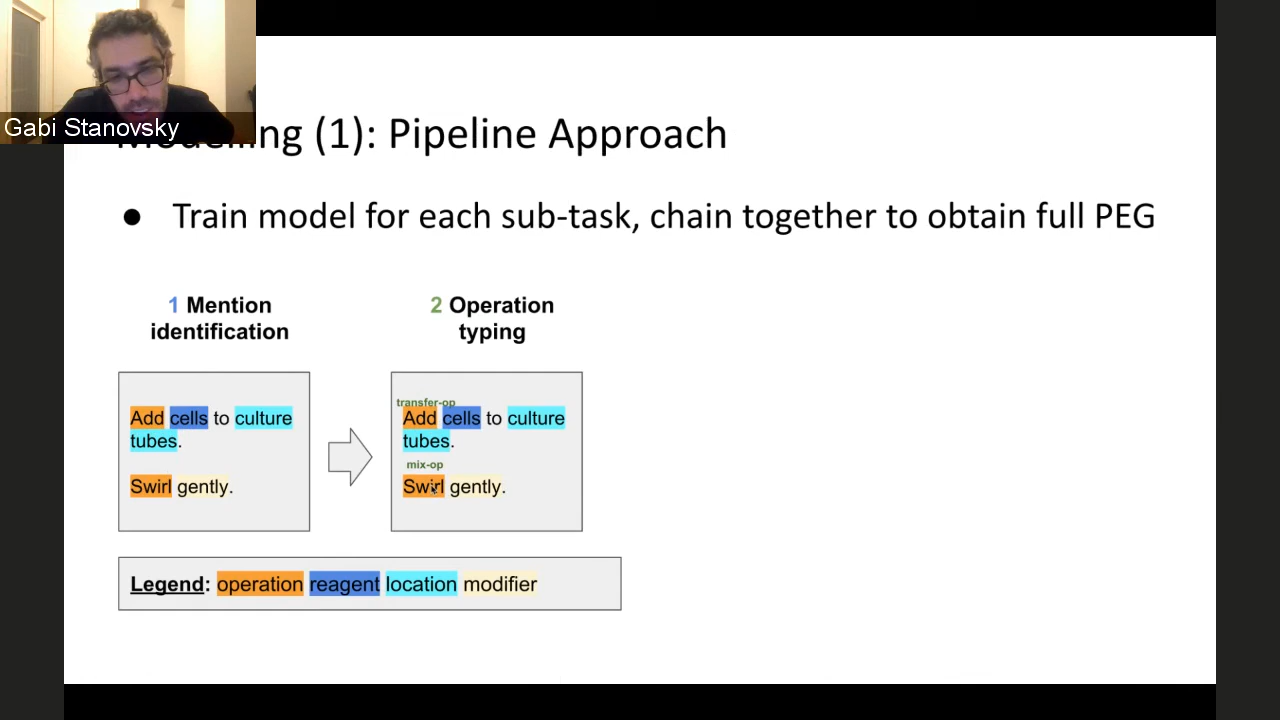 Gabi Stanovsky
Modelling (1): Pipeline Approach
● Train model for each sub-task, chain together to obtain full PEG
1 Mention
identification
2 Operation
typing
Add cells to culture
tubes.
Swirl gently.
transfer-op
Add cells to culture
tubes.
mix-op
Swirl gently.
Legend: operation reagent location modifier